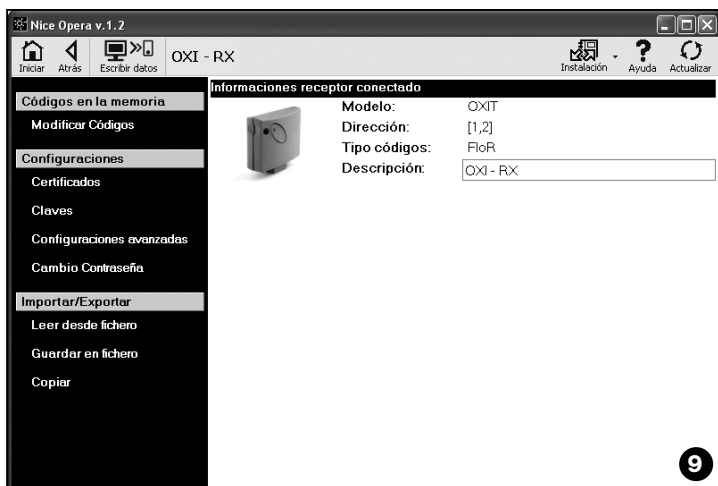 Nice Opera v.1.2
Iniciar Atrás Escribir datos OXI - RX Instalación Ayuda Actualizar
Informaciones receptor conectado
Códigos en la memoria
Modificar Códigos
Configuraciones
Certificados
Claves
Configuraciones avanzadas
Cambio Contraseña
Importar/Exportar
Leer desde fichero
Guardar en fichero
Copiar
Modelo: OXIT
Dirección: [1,2]
Tipo códigos: FloR
Descripción: OXI - RX
9